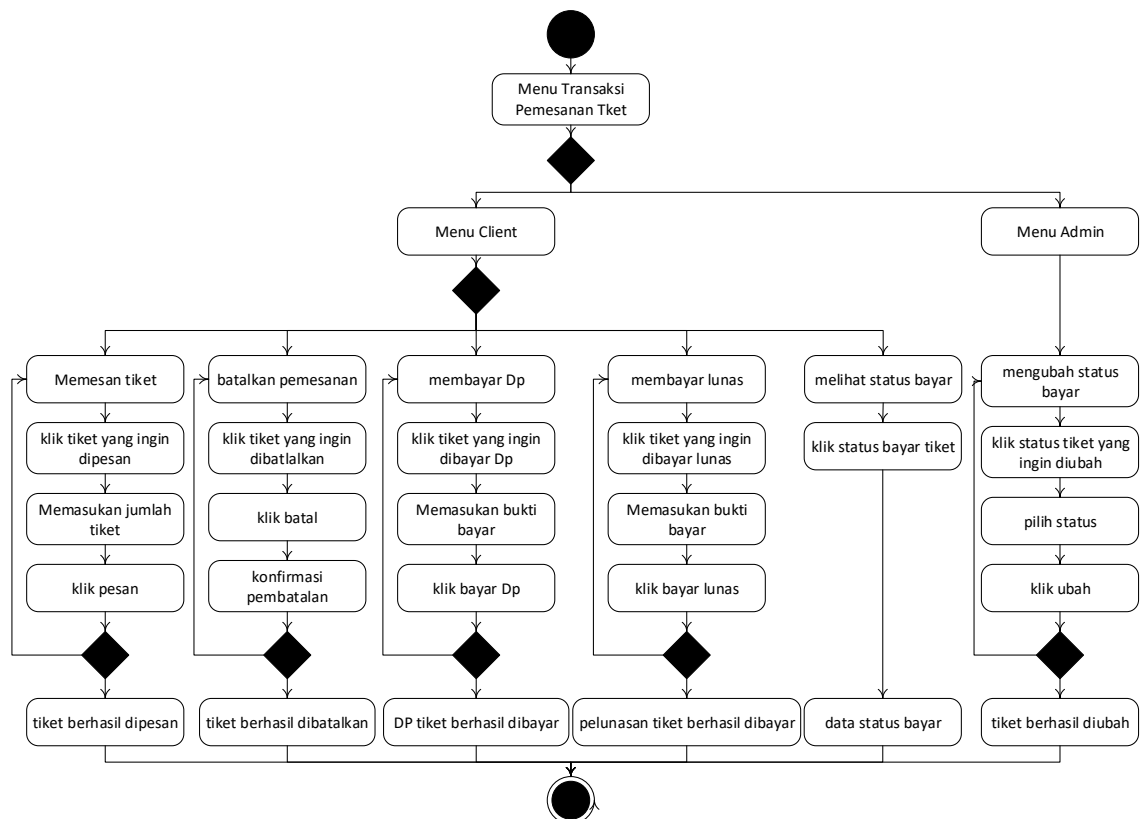 Menu Transaksi
Pemesanan Tket
Menu Client
Menu Admin
Memesan tiket
batalkan pemesanan
membayar Dp
membayar lunas
melihat status bayar
mengubah status
bayar
klik tiket yang ingin
dipesan
klik tiket yang ingin
dibatlalkan
klik tiket yang ingin
dibayar Dp
klik tiket yang ingin
dibayar lunas
klik status bayar tiket
klik status tiket yang
ingin diubah
Memasukan jumlah
tiket
klik batal
Memasukan bukti
bayar
Memasukan bukti
bayar
pilih status
klik pesan
konfirmasi
pembatalan
klik bayar Dp
klik bayar lunas
klik ubah
tiket berhasil dipesan
tiket berhasil dibatalkan
DP tiket berhasil dibayar
pelunasan tiket berhasil dibayar
data status bayar
tiket berhasil diubah